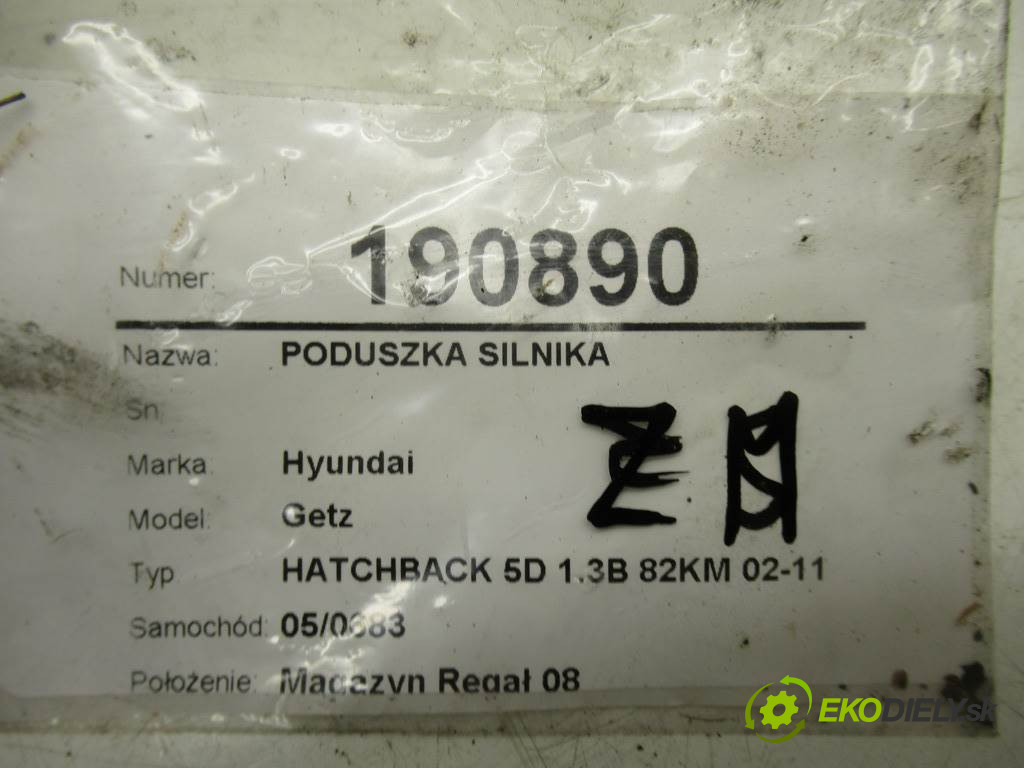 Numer: 190890
Nazwa: PODUSZKA SILNIKA
Sn
Marka: Hyundai
Model: Getz
Typ HATCHBACK 5D 1.3B 82KM 02-11
Samochód: 05/0683
Położenie: Magazyn Regał 08
EKODIELY.sk